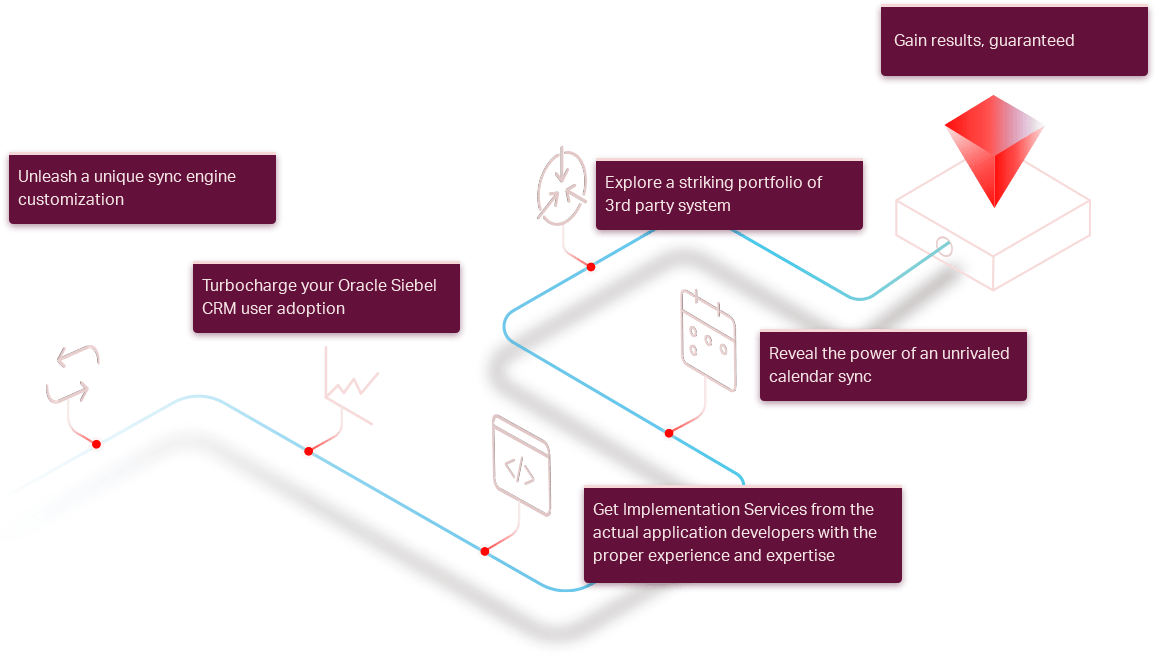 Gain results, guaranteed
Unleash a unique sync engine
customization
Explore a striking portfolio of
3rd party system
Turbocharge your Oracle Siebel
CRM user adoption
Reveal the power of an unrivaled
calendar sync
</>
Get Implementation Services from the
actual application developers with the
proper experience and expertise